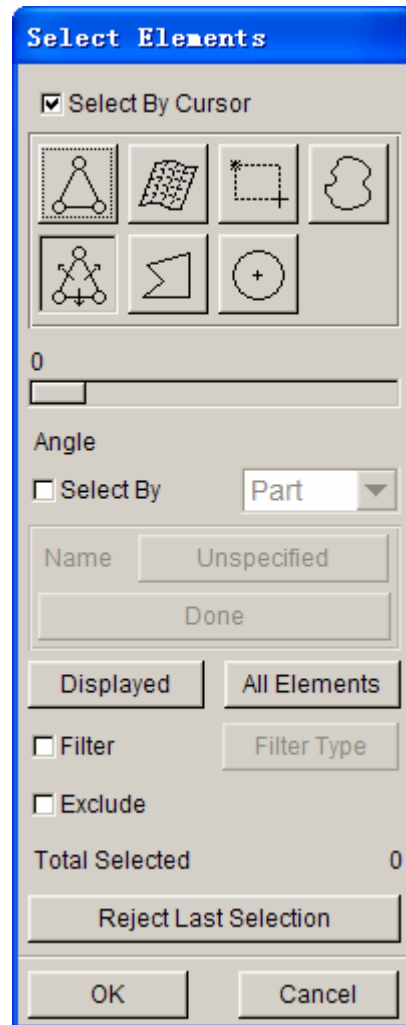 Select Elements
Select By Cursor
0
Angle
Select By Part
Name Unspecified
Done
Displayed All Elements
Filter Filter Type
Exclude
Total Selected 0
Reject Last Selection
OK Cancel